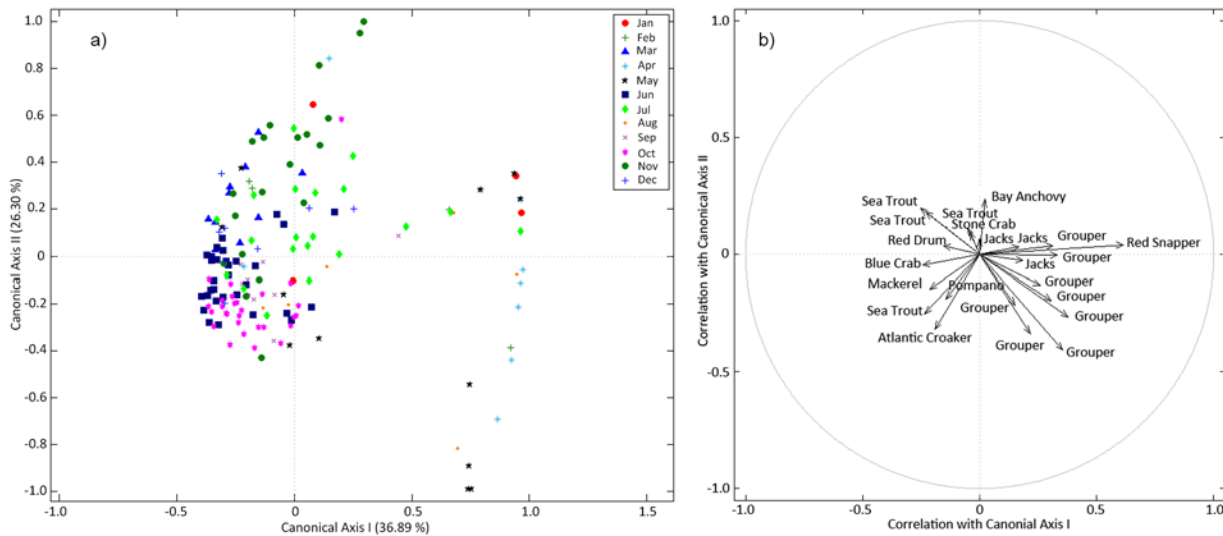 a)
Jan
Feb
Mar
Apr
May
Jun
Jul
Aug
Sep
Oct
Nov
Dec
1.0
0.8
0.6
0.4
0.2
0
-0.2
-0.4
-0.6
-0.8
-1.0
Canonical Axis II (26.30 %)
-1.0
-0.5
0
0.5
1.0
1.5
Canonical Axis I (36.89 %)
b)
1.0
0.5
0.0
-0.5
-1.0
Correlation with Canonical Axis II
Bay Anchovy
Sea Trout
Sea Trout
Sea Trout
Stone Crab
Red Drum
Jacks
Jacks
Grouper
Red Snapper
Grouper
Blue Crab
Jacks
Mackerel
Pompano
Grouper
Grouper
Sea Trout
Grouper
Grouper
Atlantic Croaker
Grouper
Grouper
-1.0
-0.5
0.0
0.5
1.0
Correlation with Canonial Axis I